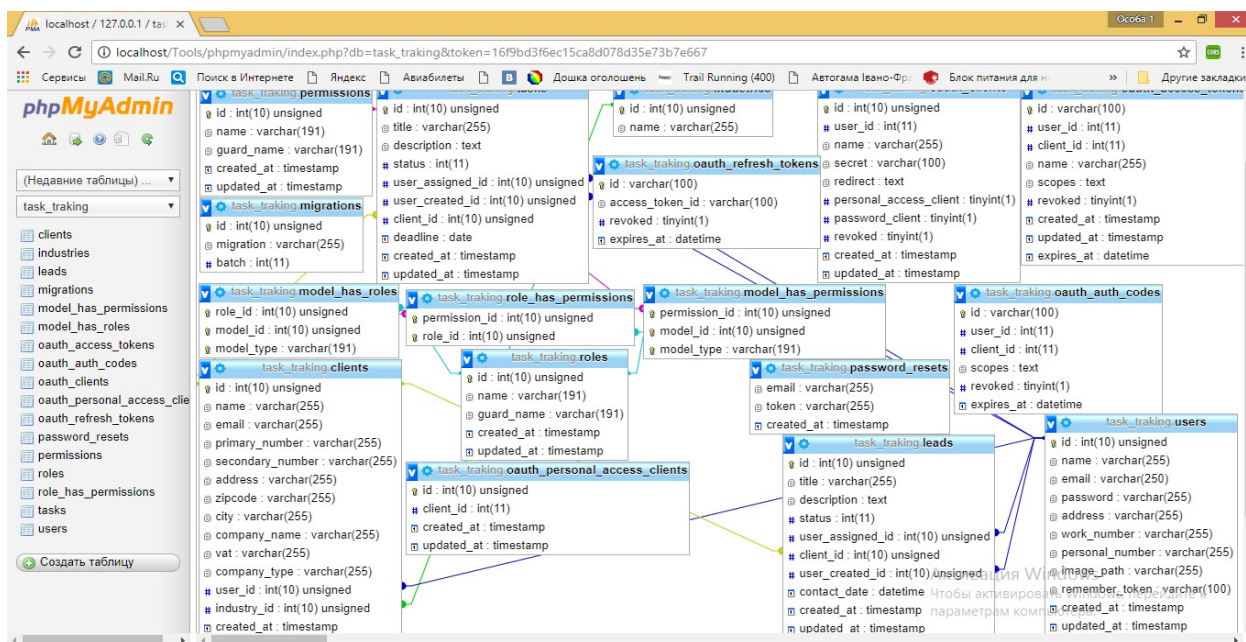 localhost / 127.0.0.1 / tas
Особа 1
localhost/Tools/phpmyadmin/index.php?db=task_traking&token=16f9bd3f6ec15ca8d078d35e73b7e667
Сервисы
Mail.Ru
Поиск в Интернете
Яндекс
Авиабилеты
Дошка оголошень
Trail Running (400)
Автогама Івано-Фр
Блок питания для н
»
Другие закладки
phpMyAdmin
(Недавние таблицы) ...
task_traking
clients
industries
leads
migrations
model_has_permissions
model_has_roles
oauth_access_tokens
oauth_auth_codes
oauth_clients
oauth_personal_access_clie
oauth_refresh_tokens
password_resets
permissions
roles
role_has_permissions
tasks
users
Создать таблицу
task_traking permissions
id : int(10) unsigned
name : varchar(191)
guard_name : varchar(191)
created_at : timestamp
updated_at : timestamp
task_traking migrations
id : int(10) unsigned
migration : varchar(255)
batch : int(11)
id : int(10) unsigned
title : varchar(255)
description : text
status : int(11)
user_assigned_id : int(10) unsigned
user_created_id : int(10) unsigned
client_id : int(10) unsigned
deadline : date
created_at : timestamp
updated_at : timestamp
id : int(10) unsigned
name : varchar(255)
task_traking oauth_refresh_tokens
id : varchar(100)
access_token_id : varchar(100)
revoked : tinyint(1)
expires_at : datetime
id : int(10) unsigned
user_id : int(11)
name : varchar(255)
secret : varchar(100)
redirect : text
personal_access_client : tinyint(1)
password_client : tinyint(1)
revoked : tinyint(1)
created_at : timestamp
updated_at : timestamp
id : varchar(100)
user_id : int(11)
client_id : int(11)
name : varchar(255)
scopes : text
revoked : tinyint(1)
created_at : timestamp
updated_at : timestamp
expires_at : datetime
task_traking model_has_roles
role_id : int(10) unsigned
model_id : int(10) unsigned
model_type : varchar(191)
task_traking role_has_permissions
permission_id : int(10) unsigned
role_id : int(10) unsigned
task_traking model_has_permissions
permission_id : int(10) unsigned
model_id : int(10) unsigned
model_type : varchar(191)
task_traking oauth_auth_codes
id : varchar(100)
user_id : int(11)
client_id : int(11)
scopes : text
revoked : tinyint(1)
expires_at : datetime
task_traking clients
id : int(10) unsigned
name : varchar(255)
email : varchar(255)
primary_number : varchar(255)
secondary_number : varchar(255)
address : varchar(255)
zipcode : varchar(255)
city : varchar(255)
company_name : varchar(255)
vat : varchar(255)
company_type : varchar(255)
user_id : int(10) unsigned
industry_id : int(10) unsigned
created_at : timestamp
task_traking roles
id : int(10) unsigned
name : varchar(191)
guard_name : varchar(191)
created_at : timestamp
updated_at : timestamp
task_traking oauth_personal_access_clients
id : int(10) unsigned
client_id : int(11)
created_at : timestamp
updated_at : timestamp
task_traking password_resets
email : varchar(255)
token : varchar(255)
created_at : timestamp
task_traking leads
id : int(10) unsigned
title : varchar(255)
description : text
status : int(11)
user_assigned_id : int(10) unsigned
client_id : int(10) unsigned
user_created_id : int(10) unsigned
contact_date : datetime
created_at : timestamp
updated_at : timestamp
task_traking users
id : int(10) unsigned
name : varchar(255)
email : varchar(250)
password : varchar(255)
address : varchar(255)
work_number : varchar(255)
personal_number : varchar(255)
image_path : varchar(255)
remember_token : varchar(100)
created_at : timestamp
updated_at : timestamp
Активация Windows
Чтобы активировать Windows, перейдите к
параметрам компьютера.